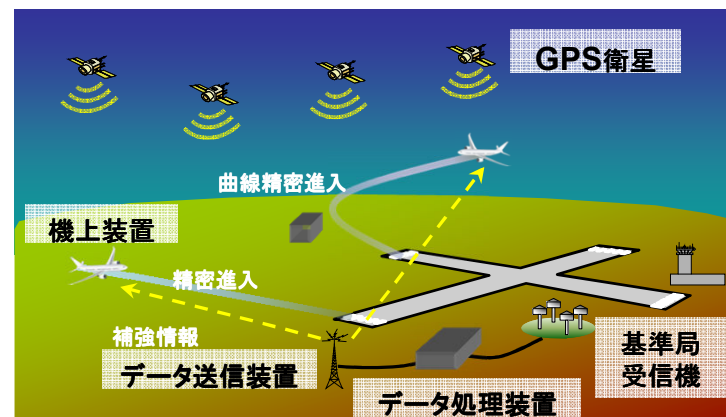 GPS衛星
曲線精密進入
機上装置
精密進入
補強情報
データ送信装置
データ処理装置
基準局
受信機